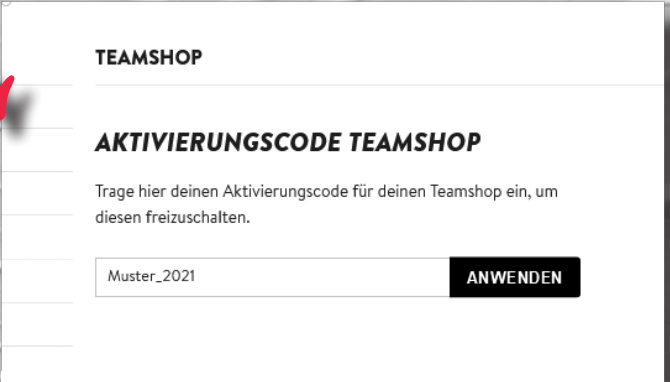 TEAMSHOP
AKTIVIERUNGSCODE TEAMSHOP
Trage hier deinen Aktivierungscode für deinen Teamshop ein, um
diesen freizuschalten.
Muster_2021
ANWENDEN